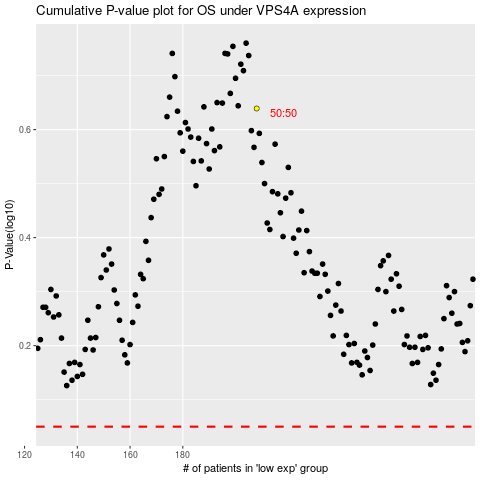 Cumulative P-value plot for OS under VPS4A expression
P-Value(log10)
0.6
0.4
0.2
50:50
120 140 160 180
# of patients in 'low exp' group